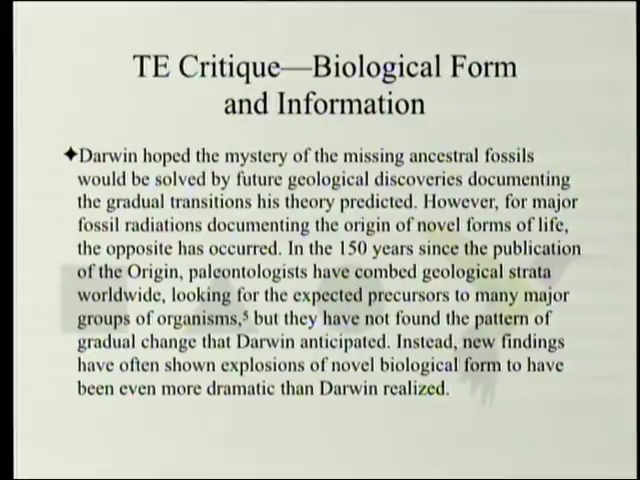 TE Critique—Biological Form
and Information
✦Darwin hoped the mystery of the missing ancestral fossils
would be solved by future geological discoveries documenting
the gradual transitions his theory predicted. However, for major
fossil radiations documenting the origin of novel forms of life,
the opposite has occurred. In the 150 years since the publication
of the Origin, paleontologists have combed geological strata
worldwide, looking for the expected precursors to many major
groups of organisms,⁵ but they have not found the pattern of
gradual change that Darwin anticipated. Instead, new findings
have often shown explosions of novel biological form to have
been even more dramatic than Darwin realized.